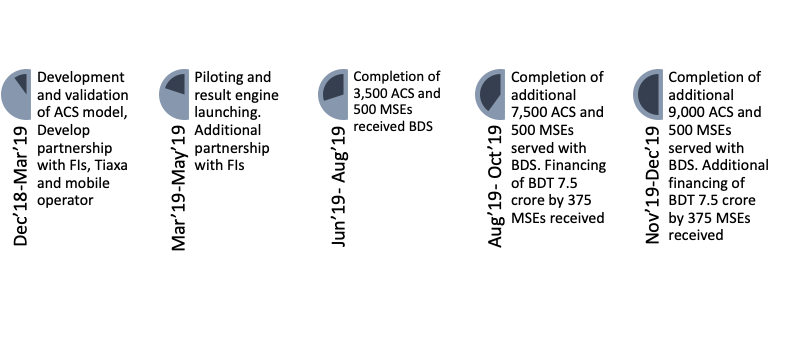 Dec’18-Mar’19
Development
and validation
of ACS model,
Develop
partnership
with FIs, Tiaxa
and mobile
operator
Mar’19-May’19
Piloting and
result engine
launching.
Additional
partnership
with FIs
Jun’19- Aug’19
Completion of
3,500 ACS and
500 MSEs
received BDS
Aug’19- Oct’19
Completion of
additional
7,500 ACS and
500 MSEs
served with
BDS. Financing
of BDT 7.5
crore by 375
MSEs received
Nov’19-Dec’19
Completion of
additional
9,000 ACS and
500 MSEs
served with
BDS. Additional
financing of
BDT 7.5 crore
by 375 MSEs
received